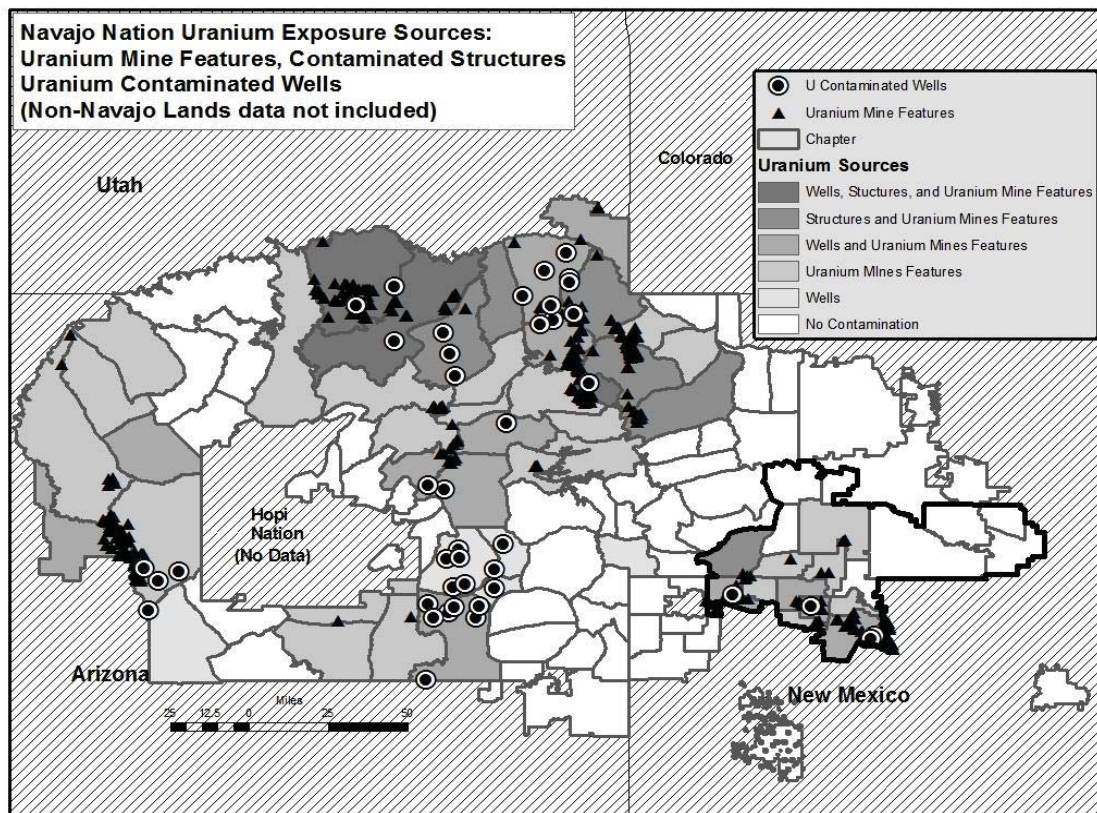 Navajo Nation Uranium Exposure Sources:
Uranium Mine Features, Contaminated Structures
Uranium Contaminated Wells
(Non-Navajo Lands data not included)
U Contaminated Wells
Uranium Mine Features
Chapter
Uranium Sources
Wells, Stuctures, and Uranium Mine Features
Structures and Uranium Mines Features
Wells and Uranium Mines Features
Uranium MInes Features
Wells
No Contamination
Colorado
Utah
Hopi
Nation
(No Data)
Arizona
New Mexico
Miles
25 12.5 0 25 50